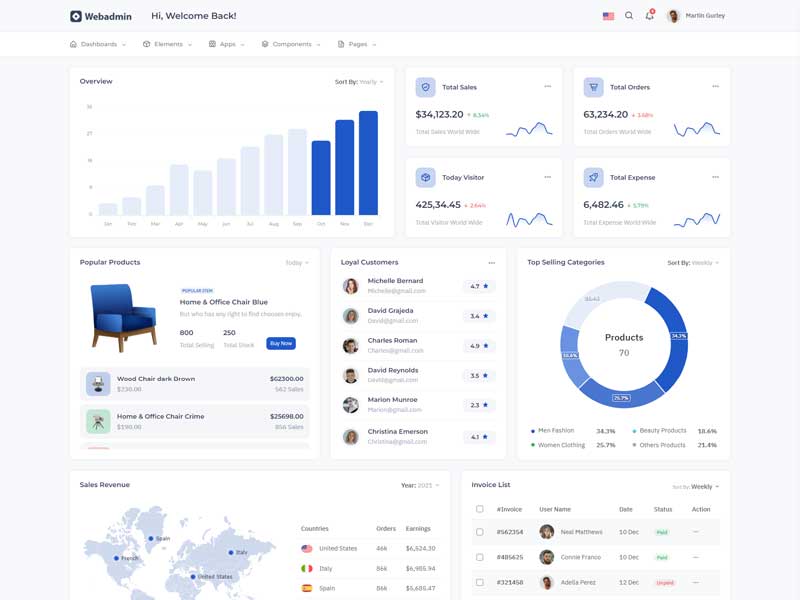 Webadmin
Hi, Welcome Back!
Martin Gurley
Dashboards
Elements
Apps
Components
Pages
Overview
Sort By: Yearly
36
27
18
9
0
Jan Feb Mar Apr May Jun Jul Aug Sep Oct Nov Dec
Total Sales
$34,123.20 8.34%
Total Sales World Wide
Total Orders
63,234.20 3.68%
Total Orders World Wide
Today Visitor
425,34.45 2.64%
Total Visitor World Wide
Total Expense
6,482.46 5.79%
Total Expense World Wide
Popular Products
Today
POPULAR ITEM
Home & Office Chair Blue
But who has any right to find chooses enjoy.
800 250
Total Selling Total Stock
Buy Now
Wood Chair dark Drown $62300.00
$230.00 562 Sales
Home & Office Chair Crime $25698.00
$190.00 856 Sales
Loyal Customers
Michelle Bernard
Michelle@gmail.com
4.7
David Grajeda
David@gmail.com
3.4
Charles Roman
Charles@gmail.com
4.9
David Reynolds
David@gmail.com
3.5
Marion Munroe
Marion@gmail.com
2.3
Christina Emerson
Christina@gmail.com
4.1
Top Selling Categories
Sort By: Weekly
34.3%
25.7%
18.6%
Products
70
Men Fashion 34.3%
Beauty Products 18.6%
Women Clothing 25.7%
Others Products 21.4%
Sales Revenue
Year: 2021
Spain
French
Italy
United States
Countries Orders Earnings
United States 46k $6,524.30
Italy 86k $6,985.94
Spain 86k $5,685.47
Invoice List
Sort By: Weekly
#Invoice User Name Date Status Action
#562354 Neal Matthews 10 Dec Paid
#485625 Connie Franco 10 Dec Paid
#321458 Adella Perez 12 Dec Unpaid